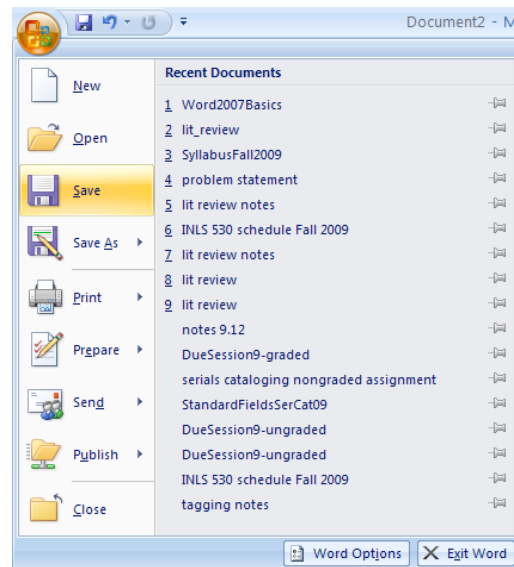 Document2 - M
New
Open
Save
Save As
Print
Prepare
Send
Publish
Close
Recent Documents
1 Word2007Basics
2 lit_review
3 SyllabusFall2009
4 problem statement
5 lit review notes
6 INLS 530 schedule Fall 2009
7 lit review notes
8 lit review
9 lit review
notes 9.12
DueSession9-graded
serials cataloging nongraded assignment
StandardFieldsSerCat09
DueSession9-ungraded
DueSession9-ungraded
INLS 530 schedule Fall 2009
tagging notes
Word Options
Exit Word